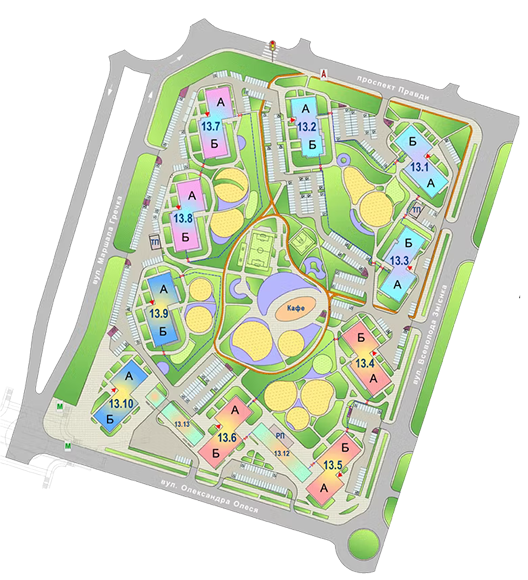 А
проспект Правди
А
13.7
Б
А
13.2
Б
Б
13.1
А
вул. Маршала Гречка
А
13.8
Б
ТП
ТП
Б
13.3
А
А
13.9
Б
Кафе
вул. Всеволода Змієнка
Б
13.4
А
А
13.10
Б
13.13
А
13.6
Б
РП
13.12
Б
13.5
А
М
М
вул. Олександра Олеся